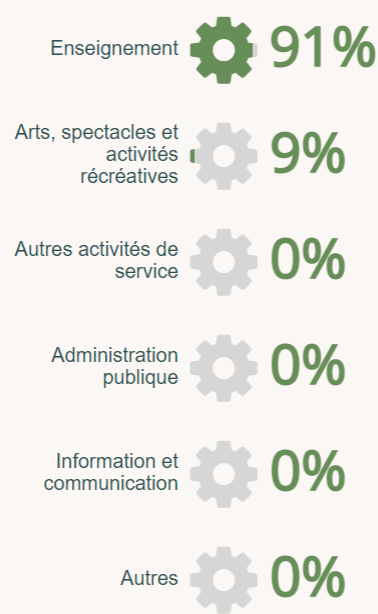 Enseignement 91%
Arts, spectacles et
activités 9%
récréatives
Autres activités de
service 0%
Administration
publique 0%
Information et
communication 0%
Autres 0%